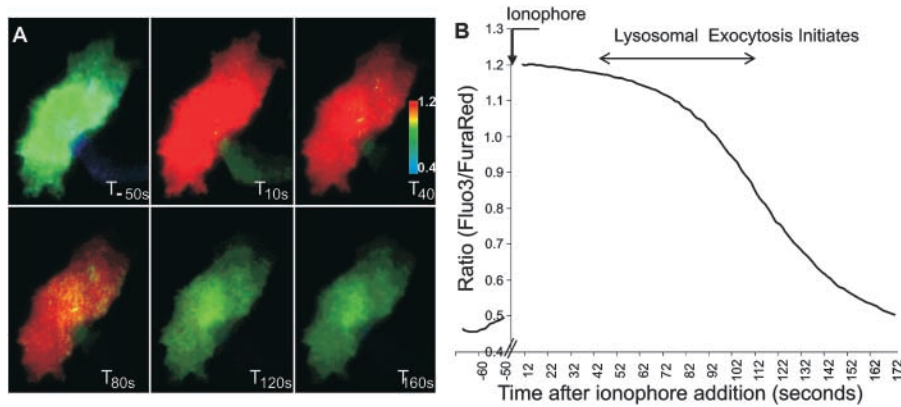 A
T-50s
T10s
1.2
0.4
T40
T80s
T120s
T160s
B
Ionophore
Lysosomal Exocytosis Initiates
Ratio (Fluo3/FuraRed)
1.3
1.2
1.1
1.0
0.9
0.8
0.7
0.6
0.5
0.4
-60 -50 12 22 32 42 52 62 72 82 92 102 112 122 132 142 152 162 172
Time after ionophore addition (seconds)